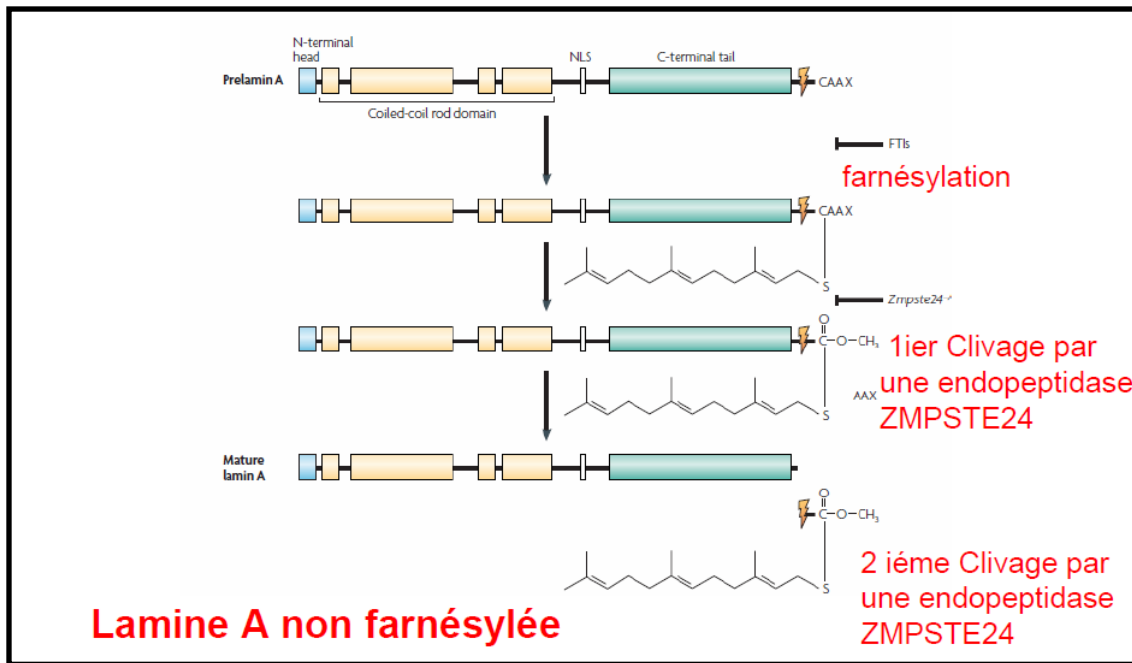 N-terminal
head
NLS
C-terminal tail
Prelamin A
CAAX
Coiled-coil rod domain
FTIs
farnésylation
CAAX
S
Zmpste24-/-
O
C-O-CH3
1ier Clivage par
une endopeptidase
ZMPSTE24
AAX
S
Mature
lamin A
O
C-O-CH3
2 iéme Clivage par
une endopeptidase
ZMPSTE24
S
Lamine A non farnésylée